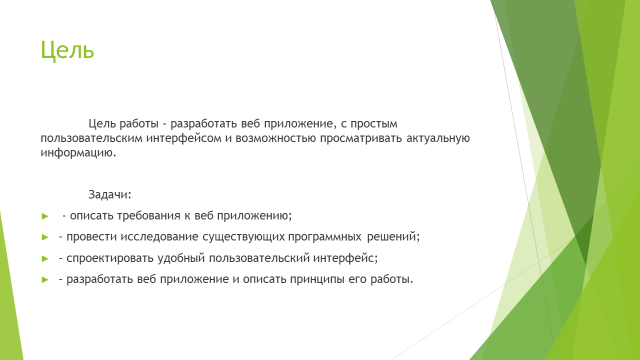 Цель
Цель работы – разработать веб приложение, с простым
пользовательским интерфейсом и возможностью просматривать актуальную
информацию.
Задачи:
- описать требования к веб приложению;
- провести исследование существующих программных решений;
- спроектировать удобный пользовательский интерфейс;
- разработать веб приложение и описать принципы его работы.